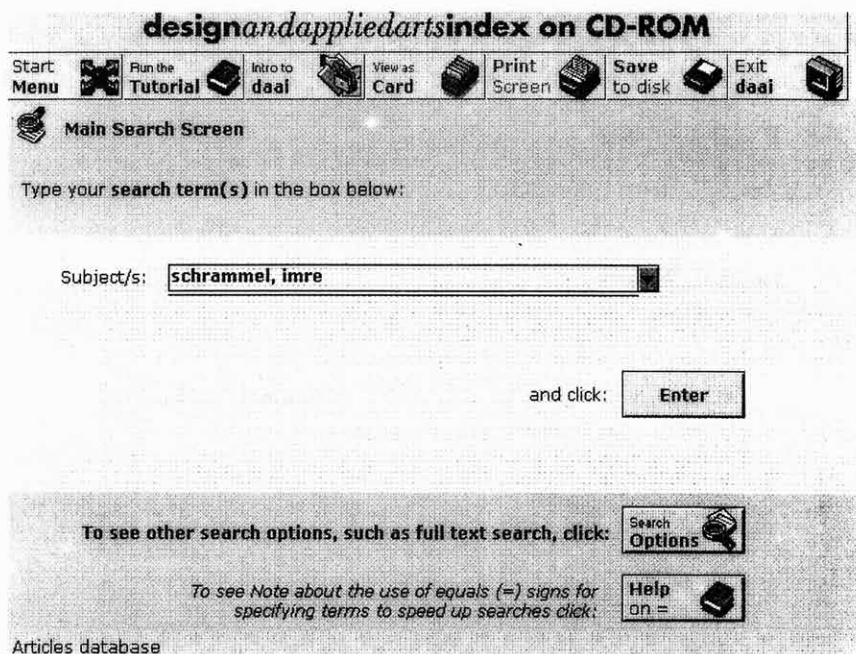 designandappliedartsindex on CD-ROM
Start Menu
Run the Tutorial
Intro to daai
View as Card
Print Screen
Save to disk
Exit daai
Main Search Screen
Type your search term(s) in the box below:
Subject/s: schrammel, imre
and click: Enter
To see other search options, such as full text search, click:
Search Options
To see Note about the use of equals (=) signs for
specifying terms to speed up searches click:
Help on =
Articles database